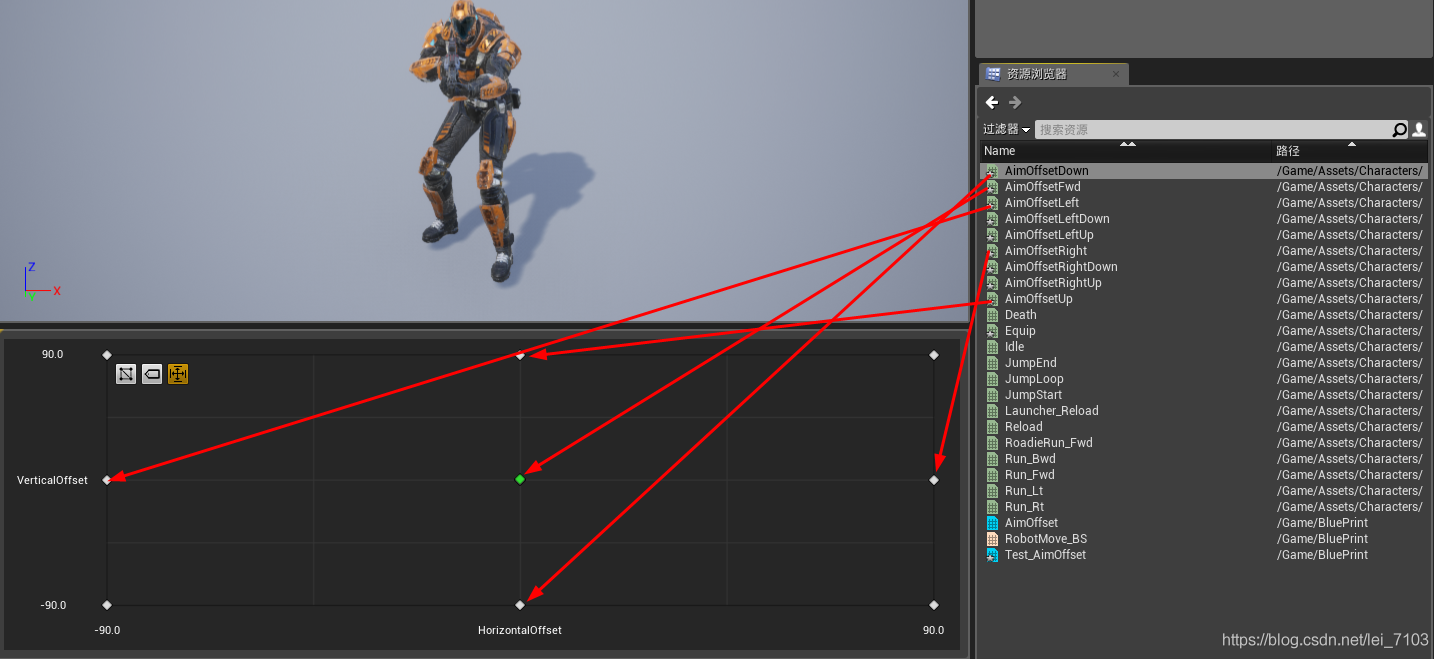 Z
X
Y
90.0
VerticalOffset
-90.0
-90.0
HorizontalOffset
90.0
资源浏览器
过滤器
搜索资源
Name 路径
AimOffsetDown /Game/Assets/Characters/
AimOffsetFwd /Game/Assets/Characters/
AimOffsetLeft /Game/Assets/Characters/
AimOffsetLeftDown /Game/Assets/Characters/
AimOffsetLeftUp /Game/Assets/Characters/
AimOffsetRight /Game/Assets/Characters/
AimOffsetRightDown /Game/Assets/Characters/
AimOffsetRightUp /Game/Assets/Characters/
AimOffsetUp /Game/Assets/Characters/
Death /Game/Assets/Characters/
Equip /Game/Assets/Characters/
Idle /Game/Assets/Characters/
JumpEnd /Game/Assets/Characters/
JumpLoop /Game/Assets/Characters/
JumpStart /Game/Assets/Characters/
Launcher_Reload /Game/Assets/Characters/
Reload /Game/Assets/Characters/
RoadieRun_Fwd /Game/Assets/Characters/
Run_Bwd /Game/Assets/Characters/
Run_Fwd /Game/Assets/Characters/
Run_Lt /Game/Assets/Characters/
Run_Rt /Game/Assets/Characters/
AimOffset /Game/BluePrint
RobotMove_BS /Game/BluePrint
Test_AimOffset /Game/BluePrint
https://blog.csdn.net/lei_7103